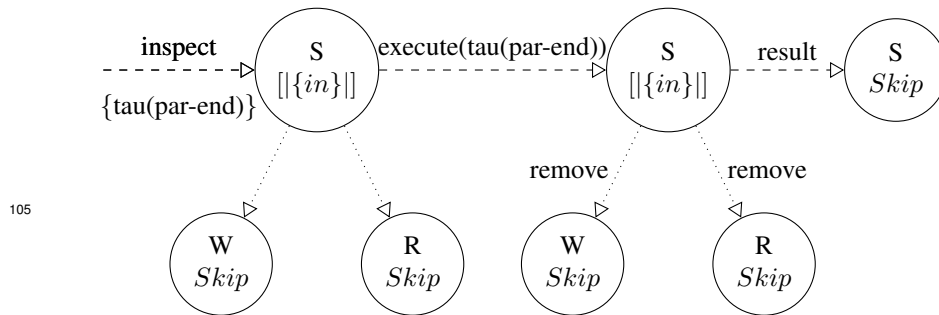 inspect
{tau(par-end)}
S
[|{in}|]
execute(tau(par-end))
S
[|{in}|]
result
S
Skip
remove
remove
105
W
Skip
R
Skip
W
Skip
R
Skip